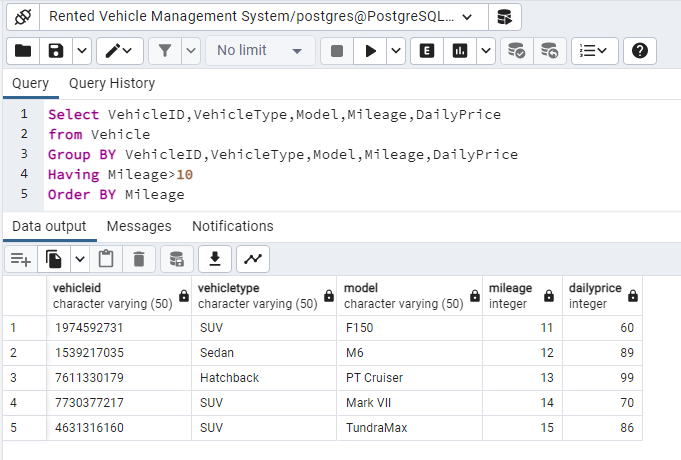 Rented Vehicle Management System/postgres@PostgreSQL...
No limit
E
Query Query History
1 Select VehicleID,VehicleType,Model,Mileage,DailyPrice
2 from Vehicle
3 Group BY VehicleID,VehicleType,Model,Mileage,DailyPrice
4 Having Mileage>10
5 Order BY Mileage
Data output Messages Notifications
vehicleid vehicletype model mileage dailyprice
character varying (50) character varying (50) character varying (50) integer integer
1 1974592731 SUV F150 11 60
2 1539217035 Sedan M6 12 89
3 7611330179 Hatchback PT Cruiser 13 99
4 7730377217 SUV Mark VII 14 70
5 4631316160 SUV TundraMax 15 86